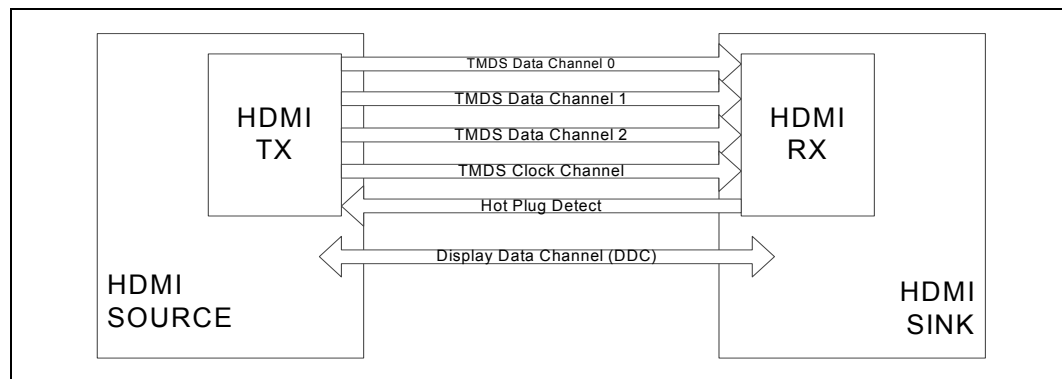 TMDS Data Channel 0
TMDS Data Channel 1
TMDS Data Channel 2
TMDS Clock Channel
Hot Plug Detect
Display Data Channel (DDC)
HDMI
TX
HDMI
RX
HDMI
SOURCE
HDMI
SINK